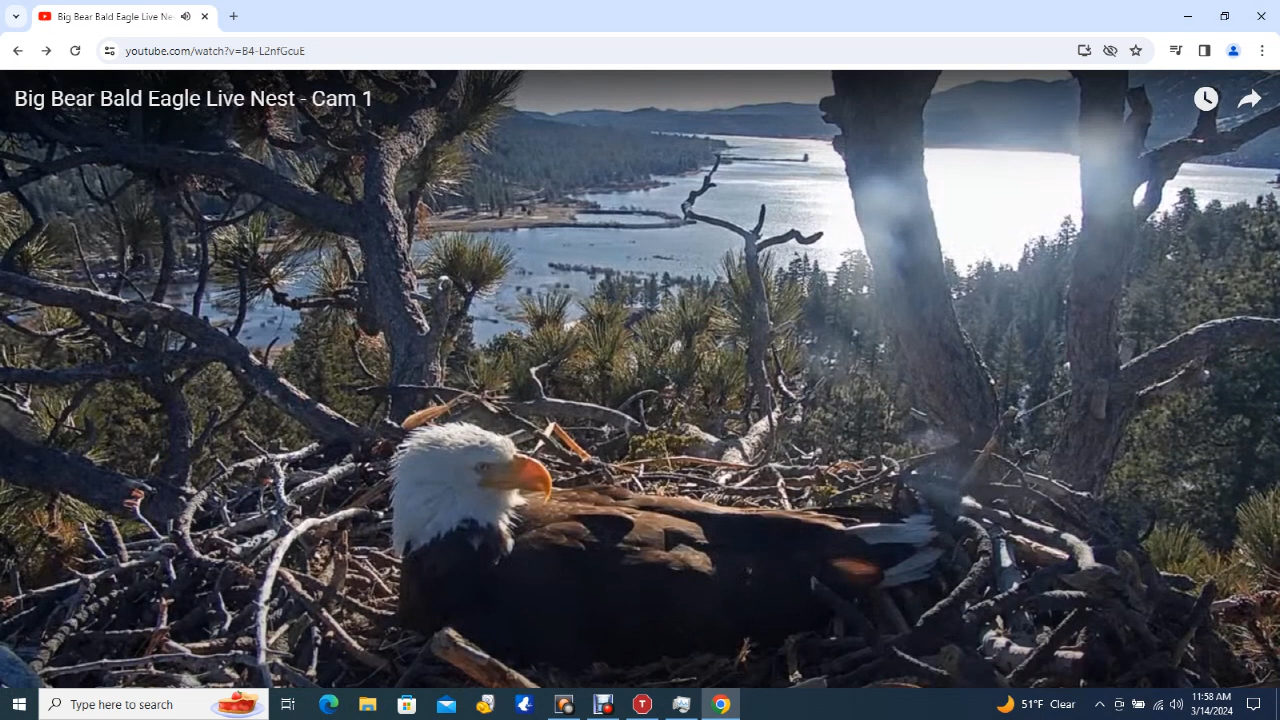 Big Bear Bald Eagle Live Ne
youtube.com/watch?v=B4-L2nfGcuE
Big Bear Bald Eagle Live Nest - Cam 1
Type here to search
T
51°F Clear
11:58 AM
3/14/2024